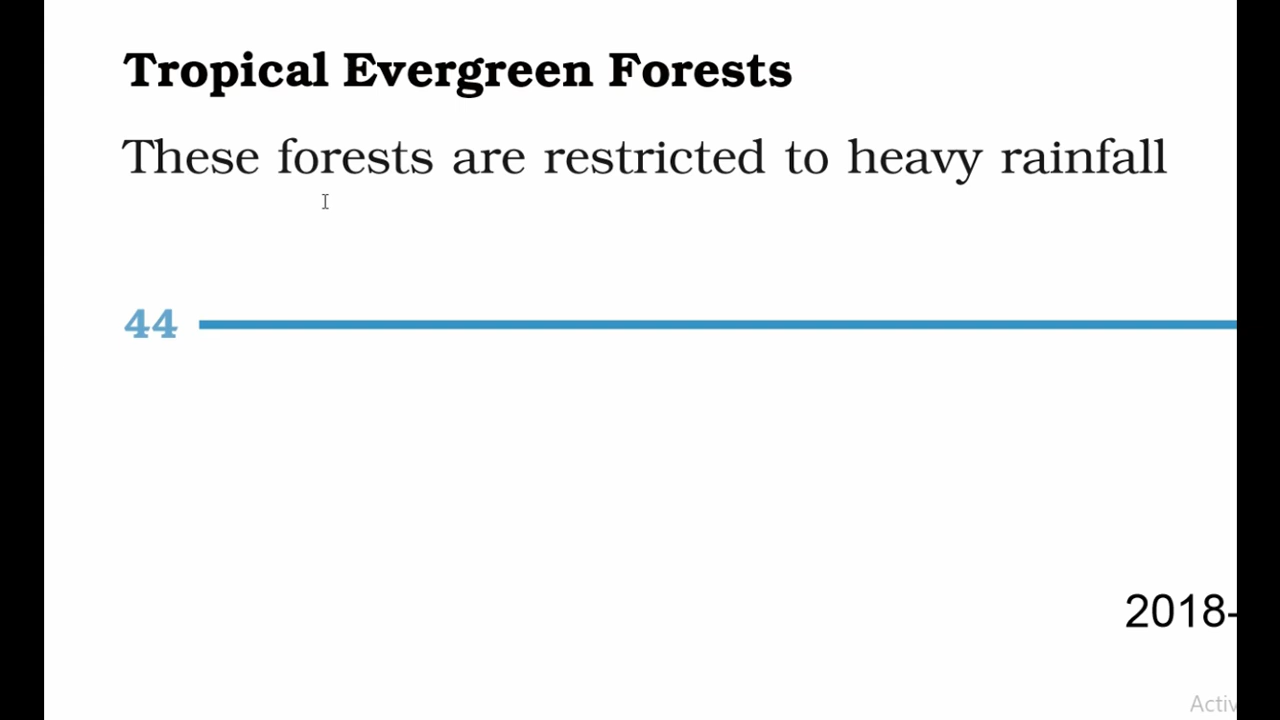 Tropical Evergreen Forests
These forests are restricted to heavy rainfall
44
2018-
Activ